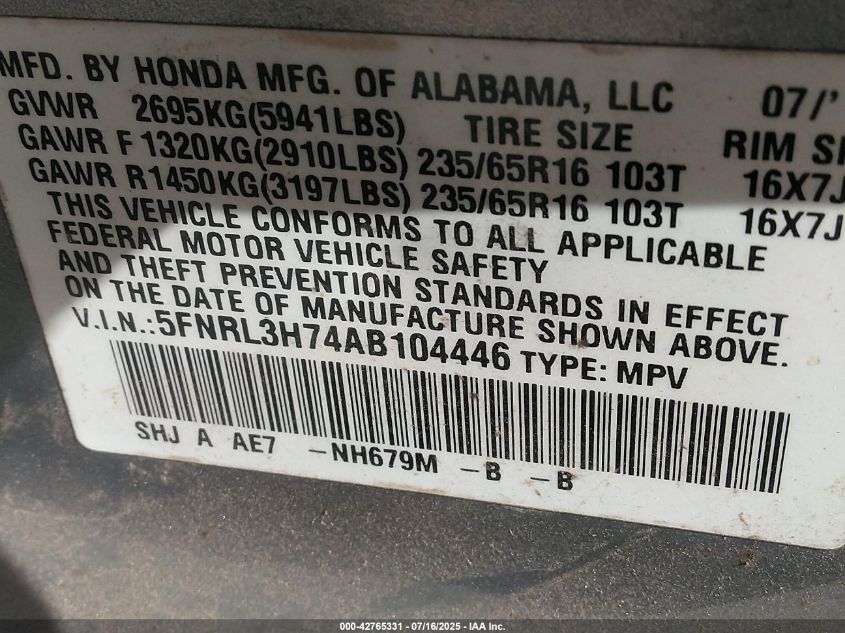 MFD. BY HONDA MFG. OF ALABAMA, LLC 07/'
GVWR 2695KG(5941LBS) TIRE SIZE RIM SI
GAWR F 1320KG(2910LBS) 235/65R16 103T 16X7J
GAWR R1450KG(3197LBS) 235/65R16 103T 16X7J
THIS VEHICLE CONFORMS TO ALL APPLICABLE
FEDERAL MOTOR VEHICLE SAFETY
AND THEFT PREVENTION STANDARDS IN EFFECT
ON THE DATE OF MANUFACTURE SHOWN ABOVE.
V.I.N.:5FNRL3H74AB104446 TYPE: MPV
SHJ A AE7 -NH679M -B -B
000-42765331 - 07/16/2025 - IAA Inc.